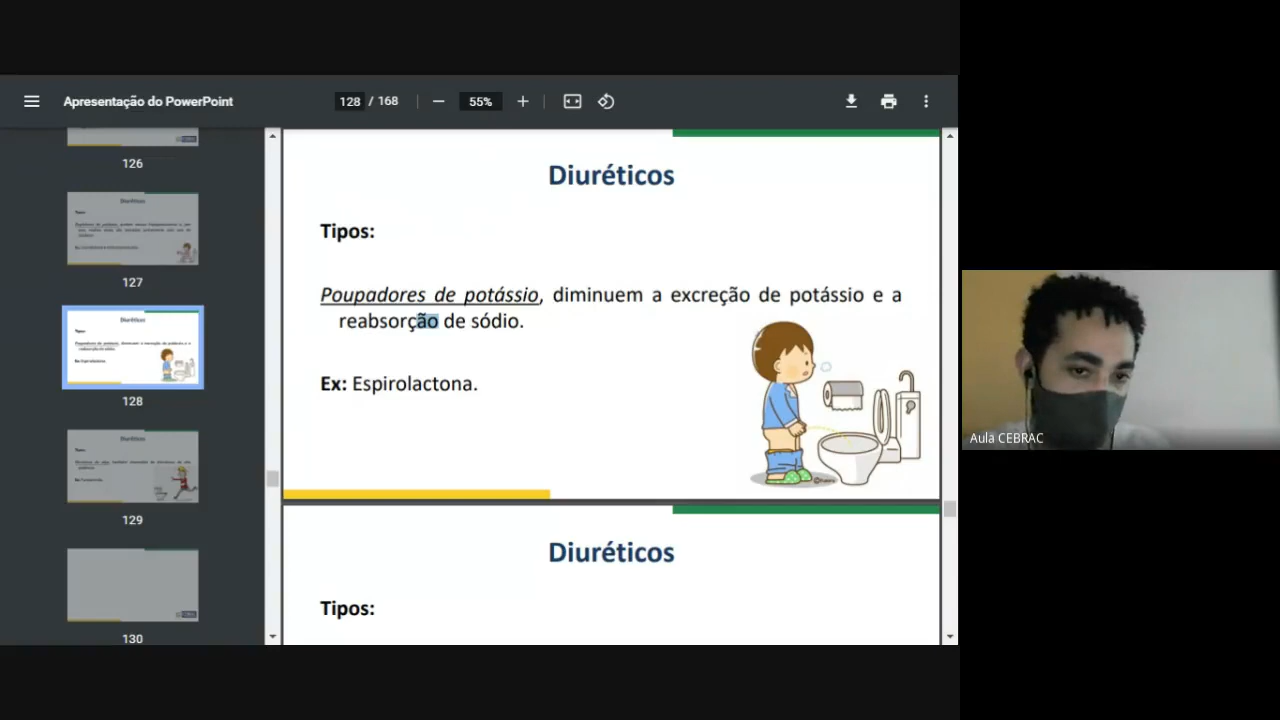 Apresentação do PowerPoint
128 / 168
55%
126
127
128
129
130
Diuréticos
Tipos:
Poupadores de potássio, diminuem a excreção de potássio e a
reabsorção de sódio.
Ex: Espirolactona.
Diuréticos
Tipos:
Aula CEBRAC